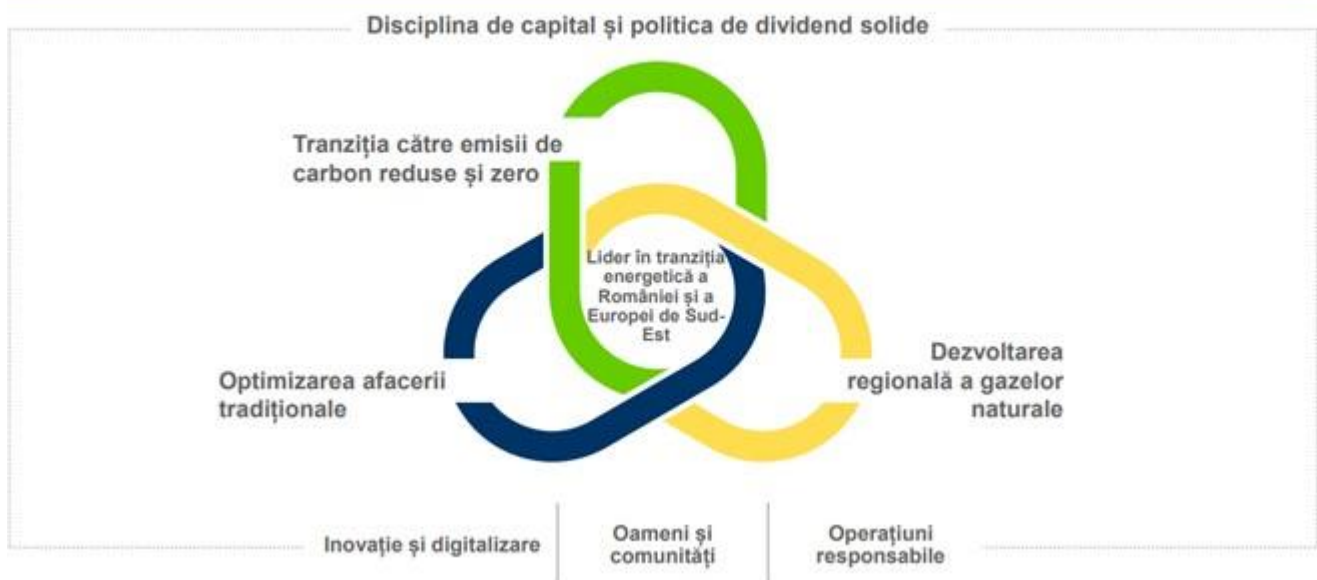 Disciplina de capital și politica de dividend solide
Tranziția către emisii de
carbon reduse și zero
Lider în tranziția
energetică a
României și a
Europei de Sud-
Est
Optimizarea afacerii
tradiționale
Dezvoltarea
regională a gazelor
naturale
Inovație și digitalizare
Oameni și
comunități
Operațiuni
responsabile